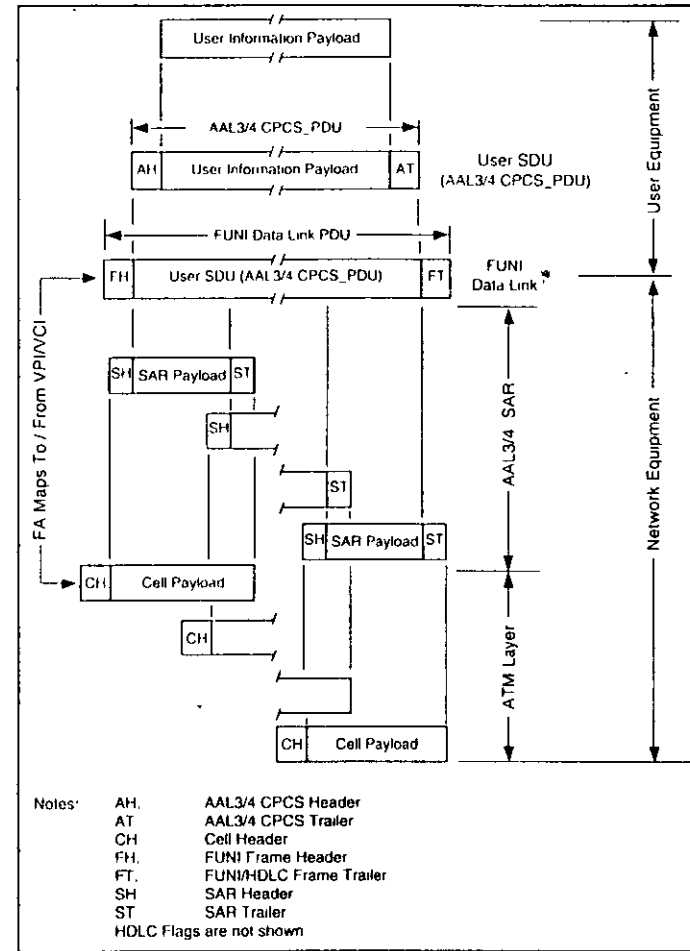 User Information Payload
AAL3/4 CPCS_PDU
AH
User Information Payload
AT
User SDU
(AAL3/4 CPCS_PDU)
User Equipment
FUNI Data Link PDU
FH
User SDU (AAL3/4 CPCS_PDU)
FT
FUNI
Data Link
FA Maps To / From VPI/VCI
SH
SAR Payload
ST
SH
ST
SH
SAR Payload
ST
AAL3/4 SAR
Network Equipment
CH
Cell Payload
CH
CH
Cell Payload
ATM Layer
Notes:
AH. AAL3/4 CPCS Header
AT AAL3/4 CPCS Trailer
CH Cell Header
FH. FUNI Frame Header
FT. FUNI/HDLC Frame Trailer
SH SAR Header
ST SAR Trailer
HDLC Flags are not shown